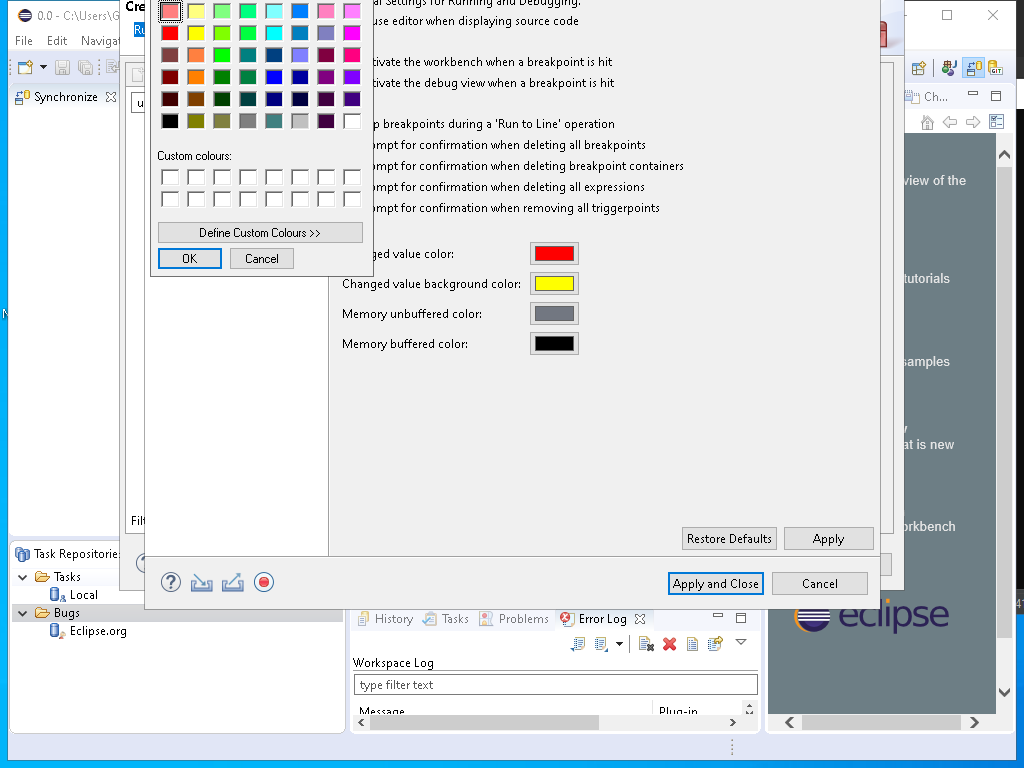 0.0 - C:\Users\G
File Edit Navigat
Synchronize
Settings for Running and Debugging.
use editor when displaying source code
tivate the workbench when a breakpoint is hit
tivate the debug view when a breakpoint is hit
p breakpoints during a 'Run to Line' operation
ompt for confirmation when deleting all breakpoints
ompt for confirmation when deleting breakpoint containers
ompt for confirmation when deleting all expressions
ompt for confirmation when removing all triggerpoints
Custom colours:
Define Custom Colours >>
OK
Cancel
ged value color:
Changed value background color:
Memory unbuffered color:
Memory buffered color:
Restore Defaults
Apply
Apply and Close
Cancel
Ch...
view of the
tutorials
samples
at is new
orkbench
eclipse
Filt
Task Repositories
Tasks
Local
Bugs
Eclipse.org
History
Tasks
Problems
Error Log
Workspace Log
type filter text
Message
Plug-in